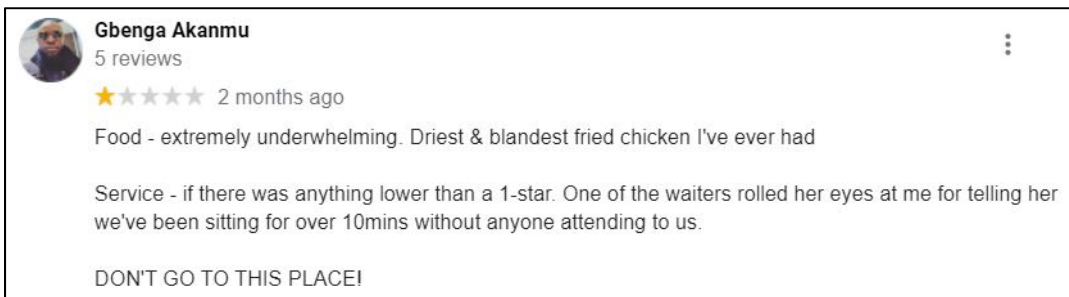 Gbenga Akanmu
5 reviews
2 months ago
Food - extremely underwhelming. Driest & blandest fried chicken I've ever had
Service - if there was anything lower than a 1-star. One of the waiters rolled her eyes at me for telling her
we've been sitting for over 10mins without anyone attending to us.
DON'T GO TO THIS PLACE!